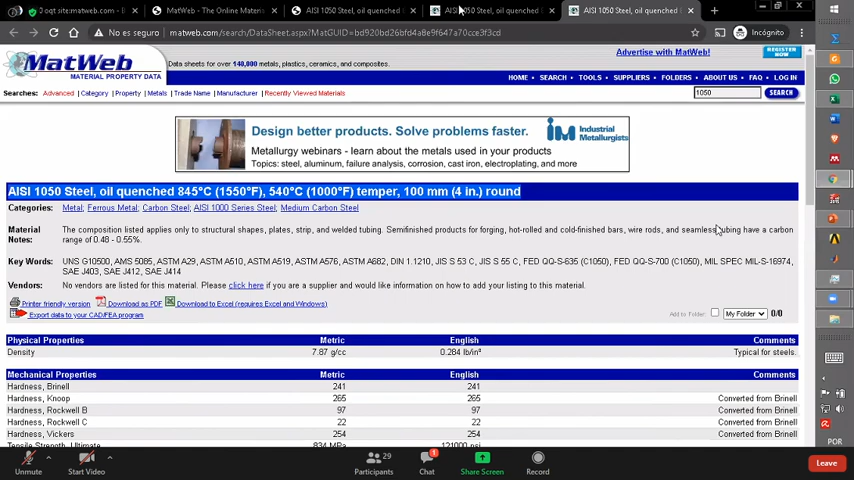 0 oqt site:matweb.com - B
MatWeb - The Online Materi
AISI 1050 Steel, oil quenched
AISI 1050 Steel, oil quenched
AISI 1050 Steel, oil quenched
No es seguro | matweb.com/search/DataSheet.aspx?MatGUID=bd920bd26bfd4a8e9f647a70cce3f3cd
Incógnito
MatWeb
MATERIAL PROPERTY DATA
Data sheets for over 140,000 metals, plastics, ceramics, and composites.
Advertise with MatWeb!
REGISTER NOW
HOME · SEARCH · TOOLS · SUPPLIERS · FOLDERS · ABOUT US · FAQ · LOG IN
Searches: Advanced | Category | Property | Metals | Trade Name | Manufacturer | Recently Viewed Materials
1050
SEARCH
Design better products. Solve problems faster.
Metallurgy webinars - learn about the metals used in your products
Topics: steel, aluminum, failure analysis, corrosion, cast iron, electroplating, and more
Industrial Metallurgists
AISI 1050 Steel, oil quenched 845°C (1550°F), 540°C (1000°F) temper, 100 mm (4 in.) round
Categories: Metal; Ferrous Metal; Carbon Steel; AISI 1000 Series Steel; Medium Carbon Steel
Material Notes: The composition listed applies only to structural shapes, plates, strip, and welded tubing. Semifinished products for forging, hot-rolled and cold-finished bars, wire rods, and seamless tubing have a carbon
range of 0.48 - 0.55%.
Key Words: UNS G10500, AMS 5085, ASTM A29, ASTM A510, ASTM A519, ASTM A576, ASTM A682, DIN 1.1210, JIS S 53 C, JIS S 55 C, FED QQ-S-635 (C1050), FED QQ-S-700 (C1050), MIL SPEC MIL-S-16974,
SAE J403, SAE J412, SAE J414
Vendors: No vendors are listed for this material. Please click here if you are a supplier and would like information on how to add your listing to this material.
Printer friendly version Download as PDF Download to Excel (requires Excel and Windows)
Export data to your CAD/FEA program
Add to Folder: My Folder 0/0
Physical Properties Metric English Comments
Density 7.87 g/cc 0.284 lb/in³ Typical for steels.
Mechanical Properties Metric English Comments
Hardness, Brinell 241 241
Hardness, Knoop 265 265 Converted from Brinell
Hardness, Rockwell B 97 97 Converted from Brinell
Hardness, Rockwell C 22 22 Converted from Brinell
Hardness, Vickers 254 254 Converted from Brinell
Tensile Strength, Ultimate 834 MPa 121000 psi
POR
29
1
Unmute
Start Video
Participants
Chat
Share Screen
Record
Leave